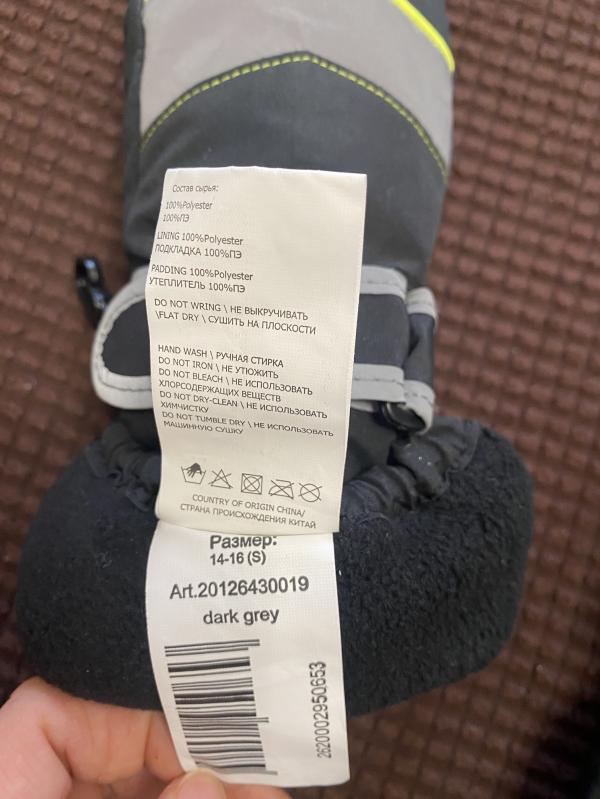 Состав сырья:
100%Polyester
100%ПЭ
LINING 100%Polyester
ПОДКЛАДКА 100%ПЭ
PADDING 100%Polyester
УТЕПЛИТЕЛЬ 100%ПЭ
DO NOT WRING \ НЕ ВЫКРУЧИВАТЬ
\FLAT DRY \ СУШИТЬ НА ПЛОСКОСТИ
HAND WASH \ РУЧНАЯ СТИРКА
DO NOT IRON \ НЕ УТЮЖИТЬ
DO NOT BLEACH \ НЕ ИСПОЛЬЗОВАТЬ
ХЛОРСОДЕРЖАЩИХ ВЕЩЕСТВ
DO NOT DRY-CLEAN \ НЕ ИСПОЛЬЗОВАТЬ
ХИМЧИСТКУ
DO NOT TUMBLE DRY \ НЕ ИСПОЛЬЗОВАТЬ
МАШИННУЮ СУШКУ
COUNTRY OF ORIGIN CHINA/
СТРАНА ПРОИСХОЖДЕНИЯ КИТАЙ
Размер:
14-16 (S)
Art.20126430019
dark grey
2620002950653